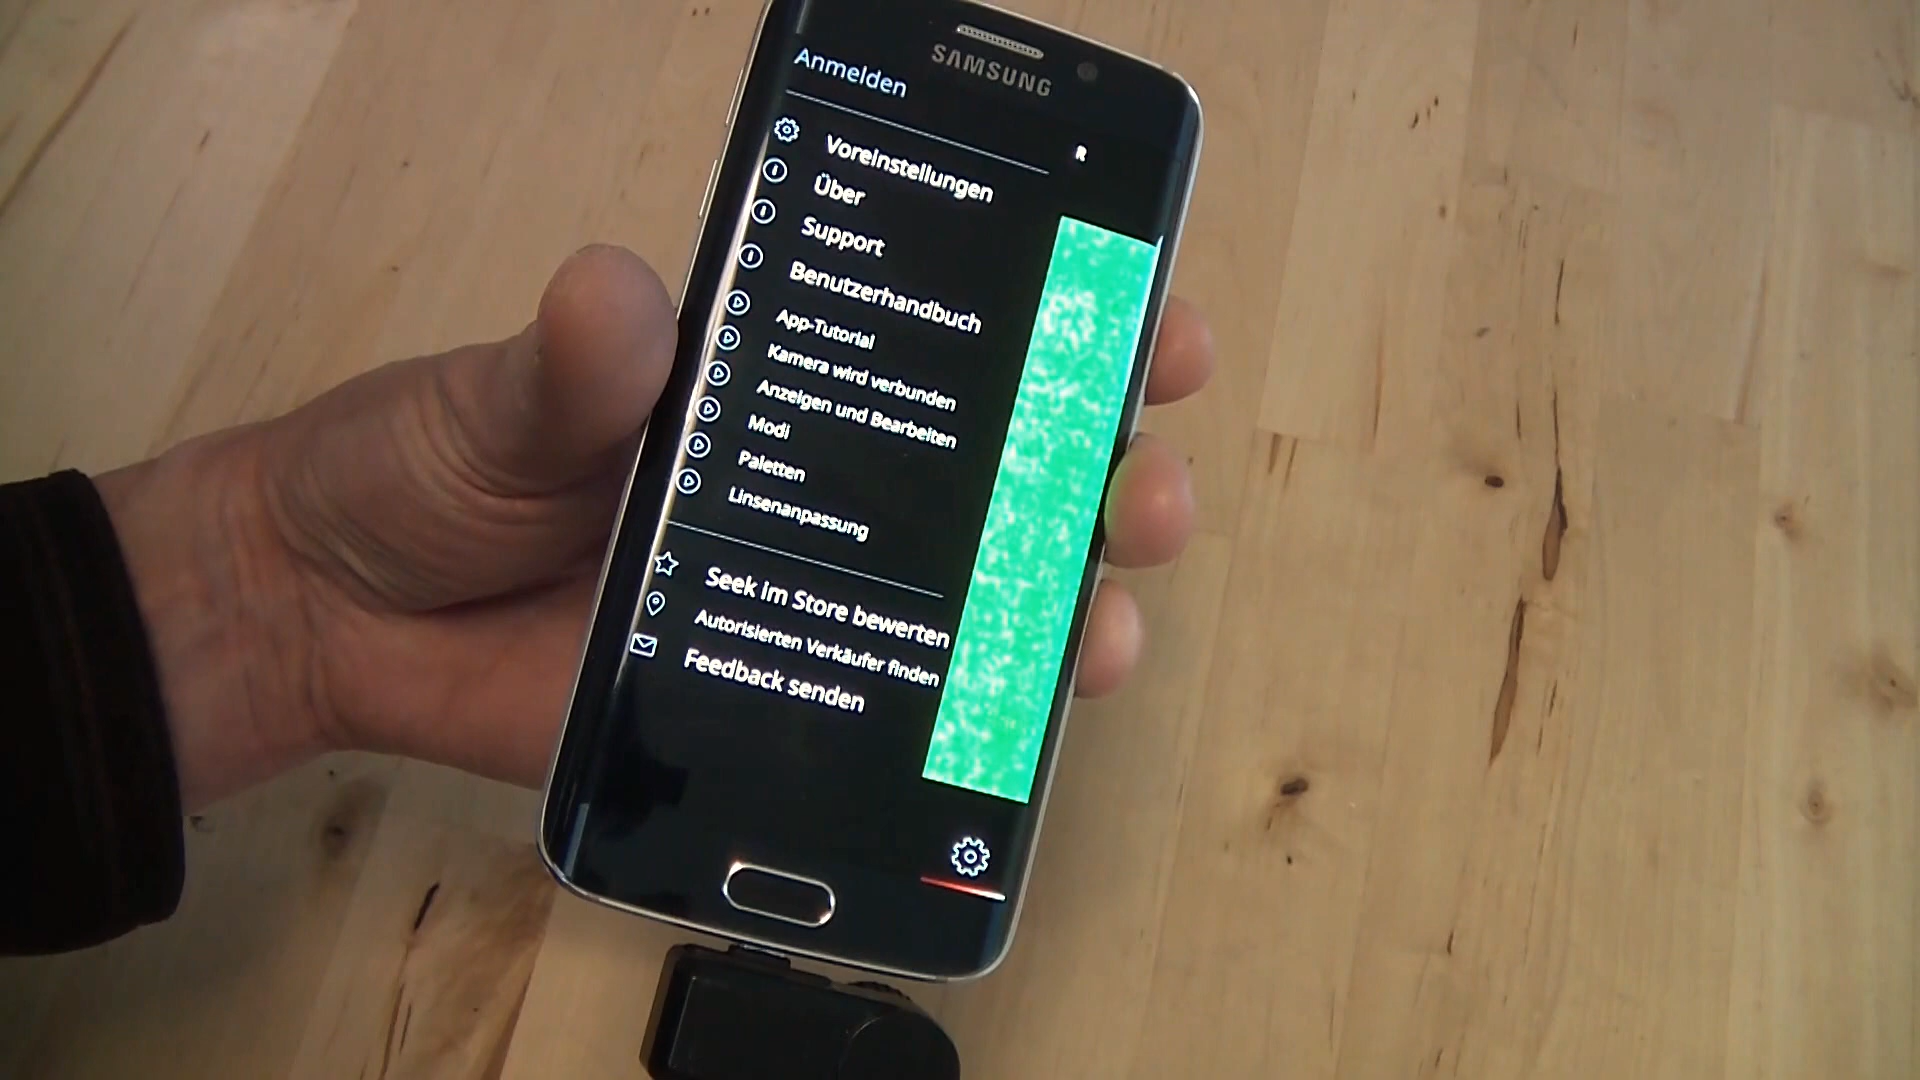 SAMSUNG
Anmelden
R
Voreinstellungen
Über
Support
Benutzerhandbuch
App-Tutorial
Kamera wird verbunden
Anzeigen und Bearbeiten
Modi
Paletten
Linsenanpassung
Seek im Store bewerten
Autorisierten Verkäufer finden
Feedback senden